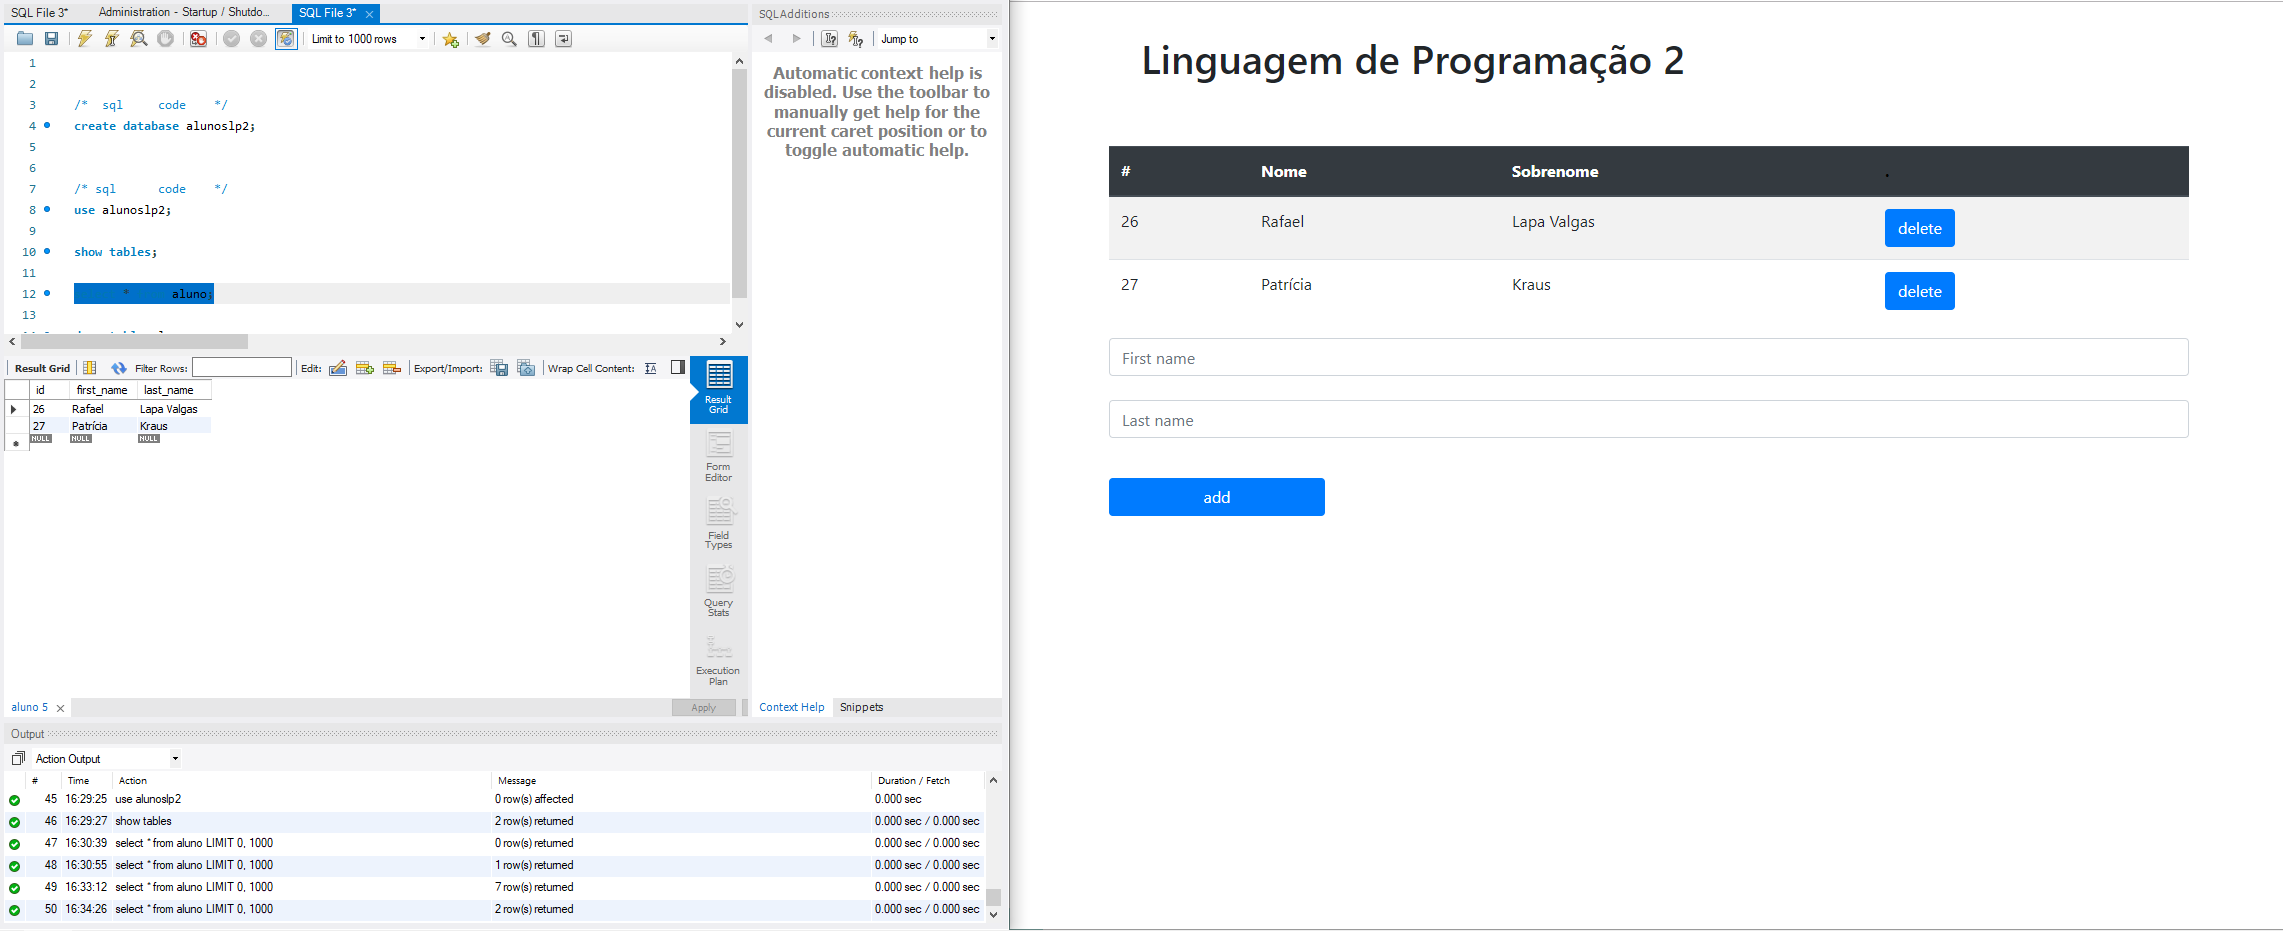 SQL File 3* Administration - Startup / Shutdo... SQL File 3*
Limit to 1000 rows
1
2
3 /* sql code */
4 create database alunoslp2;
5
6
7 /* sql code */
8 use alunoslp2;
9
10 show tables;
11
12 * aluno;
13
Result Grid Filter Rows: Edit: Export/Import: Wrap Cell Content:
id first_name last_name
26 Rafael Lapa Valgas
27 Patrícia Kraus
NULL NULL NULL
Result
Grid
Form
Editor
Field
Types
Query
Stats
Execution
Plan
aluno 5 Apply
SQLAdditions
Jump to
Automatic context help is
disabled. Use the toolbar to
manually get help for the
current caret position or to
toggle automatic help.
Context Help Snippets
Output
Action Output
# Time Action Message Duration / Fetch
45 16:29:25 use alunoslp2 0 row(s) affected 0.000 sec
46 16:29:27 show tables 2 row(s) returned 0.000 sec / 0.000 sec
47 16:30:39 select * from aluno LIMIT 0, 1000 0 row(s) returned 0.000 sec / 0.000 sec
48 16:30:55 select * from aluno LIMIT 0, 1000 1 row(s) returned 0.000 sec / 0.000 sec
49 16:33:12 select * from aluno LIMIT 0, 1000 7 row(s) returned 0.000 sec / 0.000 sec
50 16:34:26 select * from aluno LIMIT 0, 1000 2 row(s) returned 0.000 sec / 0.000 sec
Linguagem de Programação 2
# Nome Sobrenome .
26 Rafael Lapa Valgas delete
27 Patrícia Kraus delete
First name
Last name
add